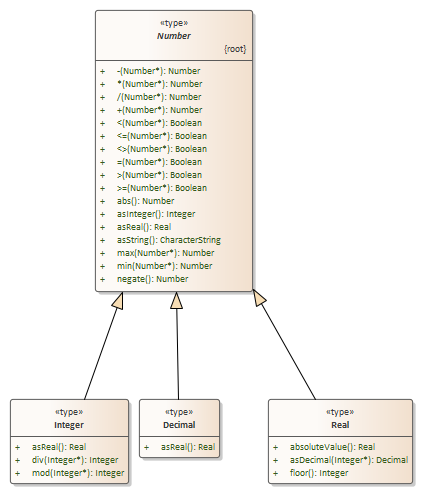 «type»
Number
{root}
+ -(Number*): Number
+ *(Number*): Number
+ /(Number*): Number
+ +(Number*): Number
+ <(Number*): Boolean
+ <=(Number*): Boolean
+ <>(Number*): Boolean
+ =(Number*): Boolean
+ >(Number*): Boolean
+ >=(Number*): Boolean
+ abs(): Number
+ asInteger(): Integer
+ asReal(): Real
+ asString(): CharacterString
+ max(Number*): Number
+ min(Number*): Number
+ negate(): Number
«type»
Integer
+ asReal(): Real
+ div(Integer*): Integer
+ mod(Integer*): Integer
«type»
Decimal
+ asReal(): Real
«type»
Real
+ absoluteValue(): Real
+ asDecimal(Integer*): Decimal
+ floor(): Integer